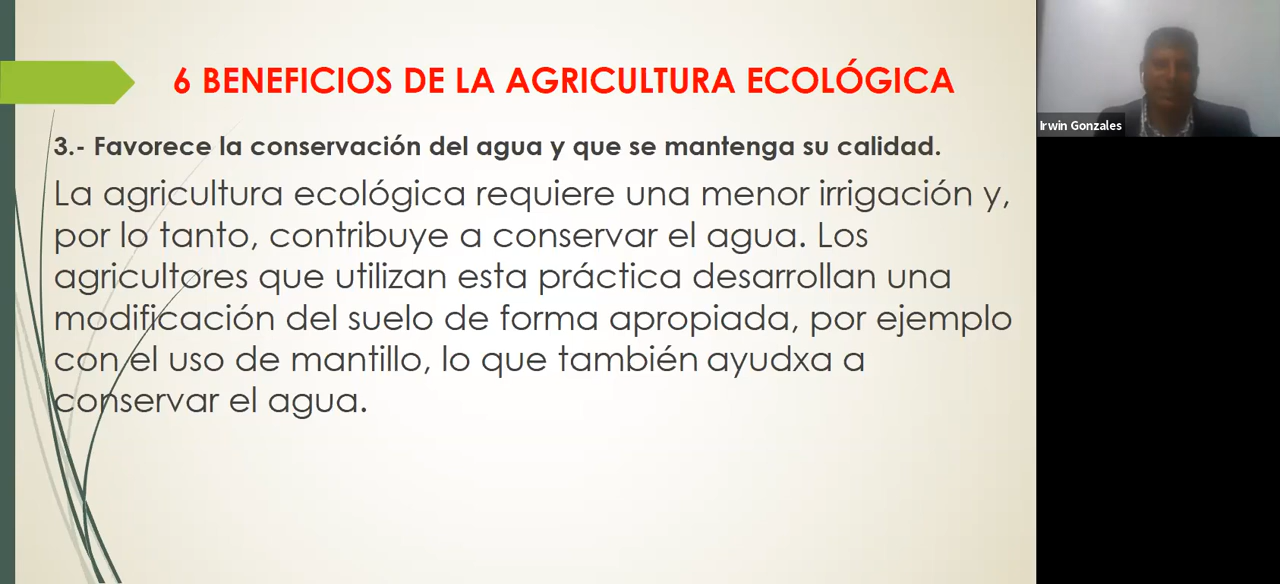 6 BENEFICIOS DE LA AGRICULTURA ECOLÓGICA
3.- Favorece la conservación del agua y que se mantenga su calidad.
La agricultura ecológica requiere una menor irrigación y,
por lo tanto, contribuye a conservar el agua. Los
agricultores que utilizan esta práctica desarrollan una
modificación del suelo de forma apropiada, por ejemplo
con el uso de mantillo, lo que también ayudxa a
conservar el agua.
Irwin Gonzales